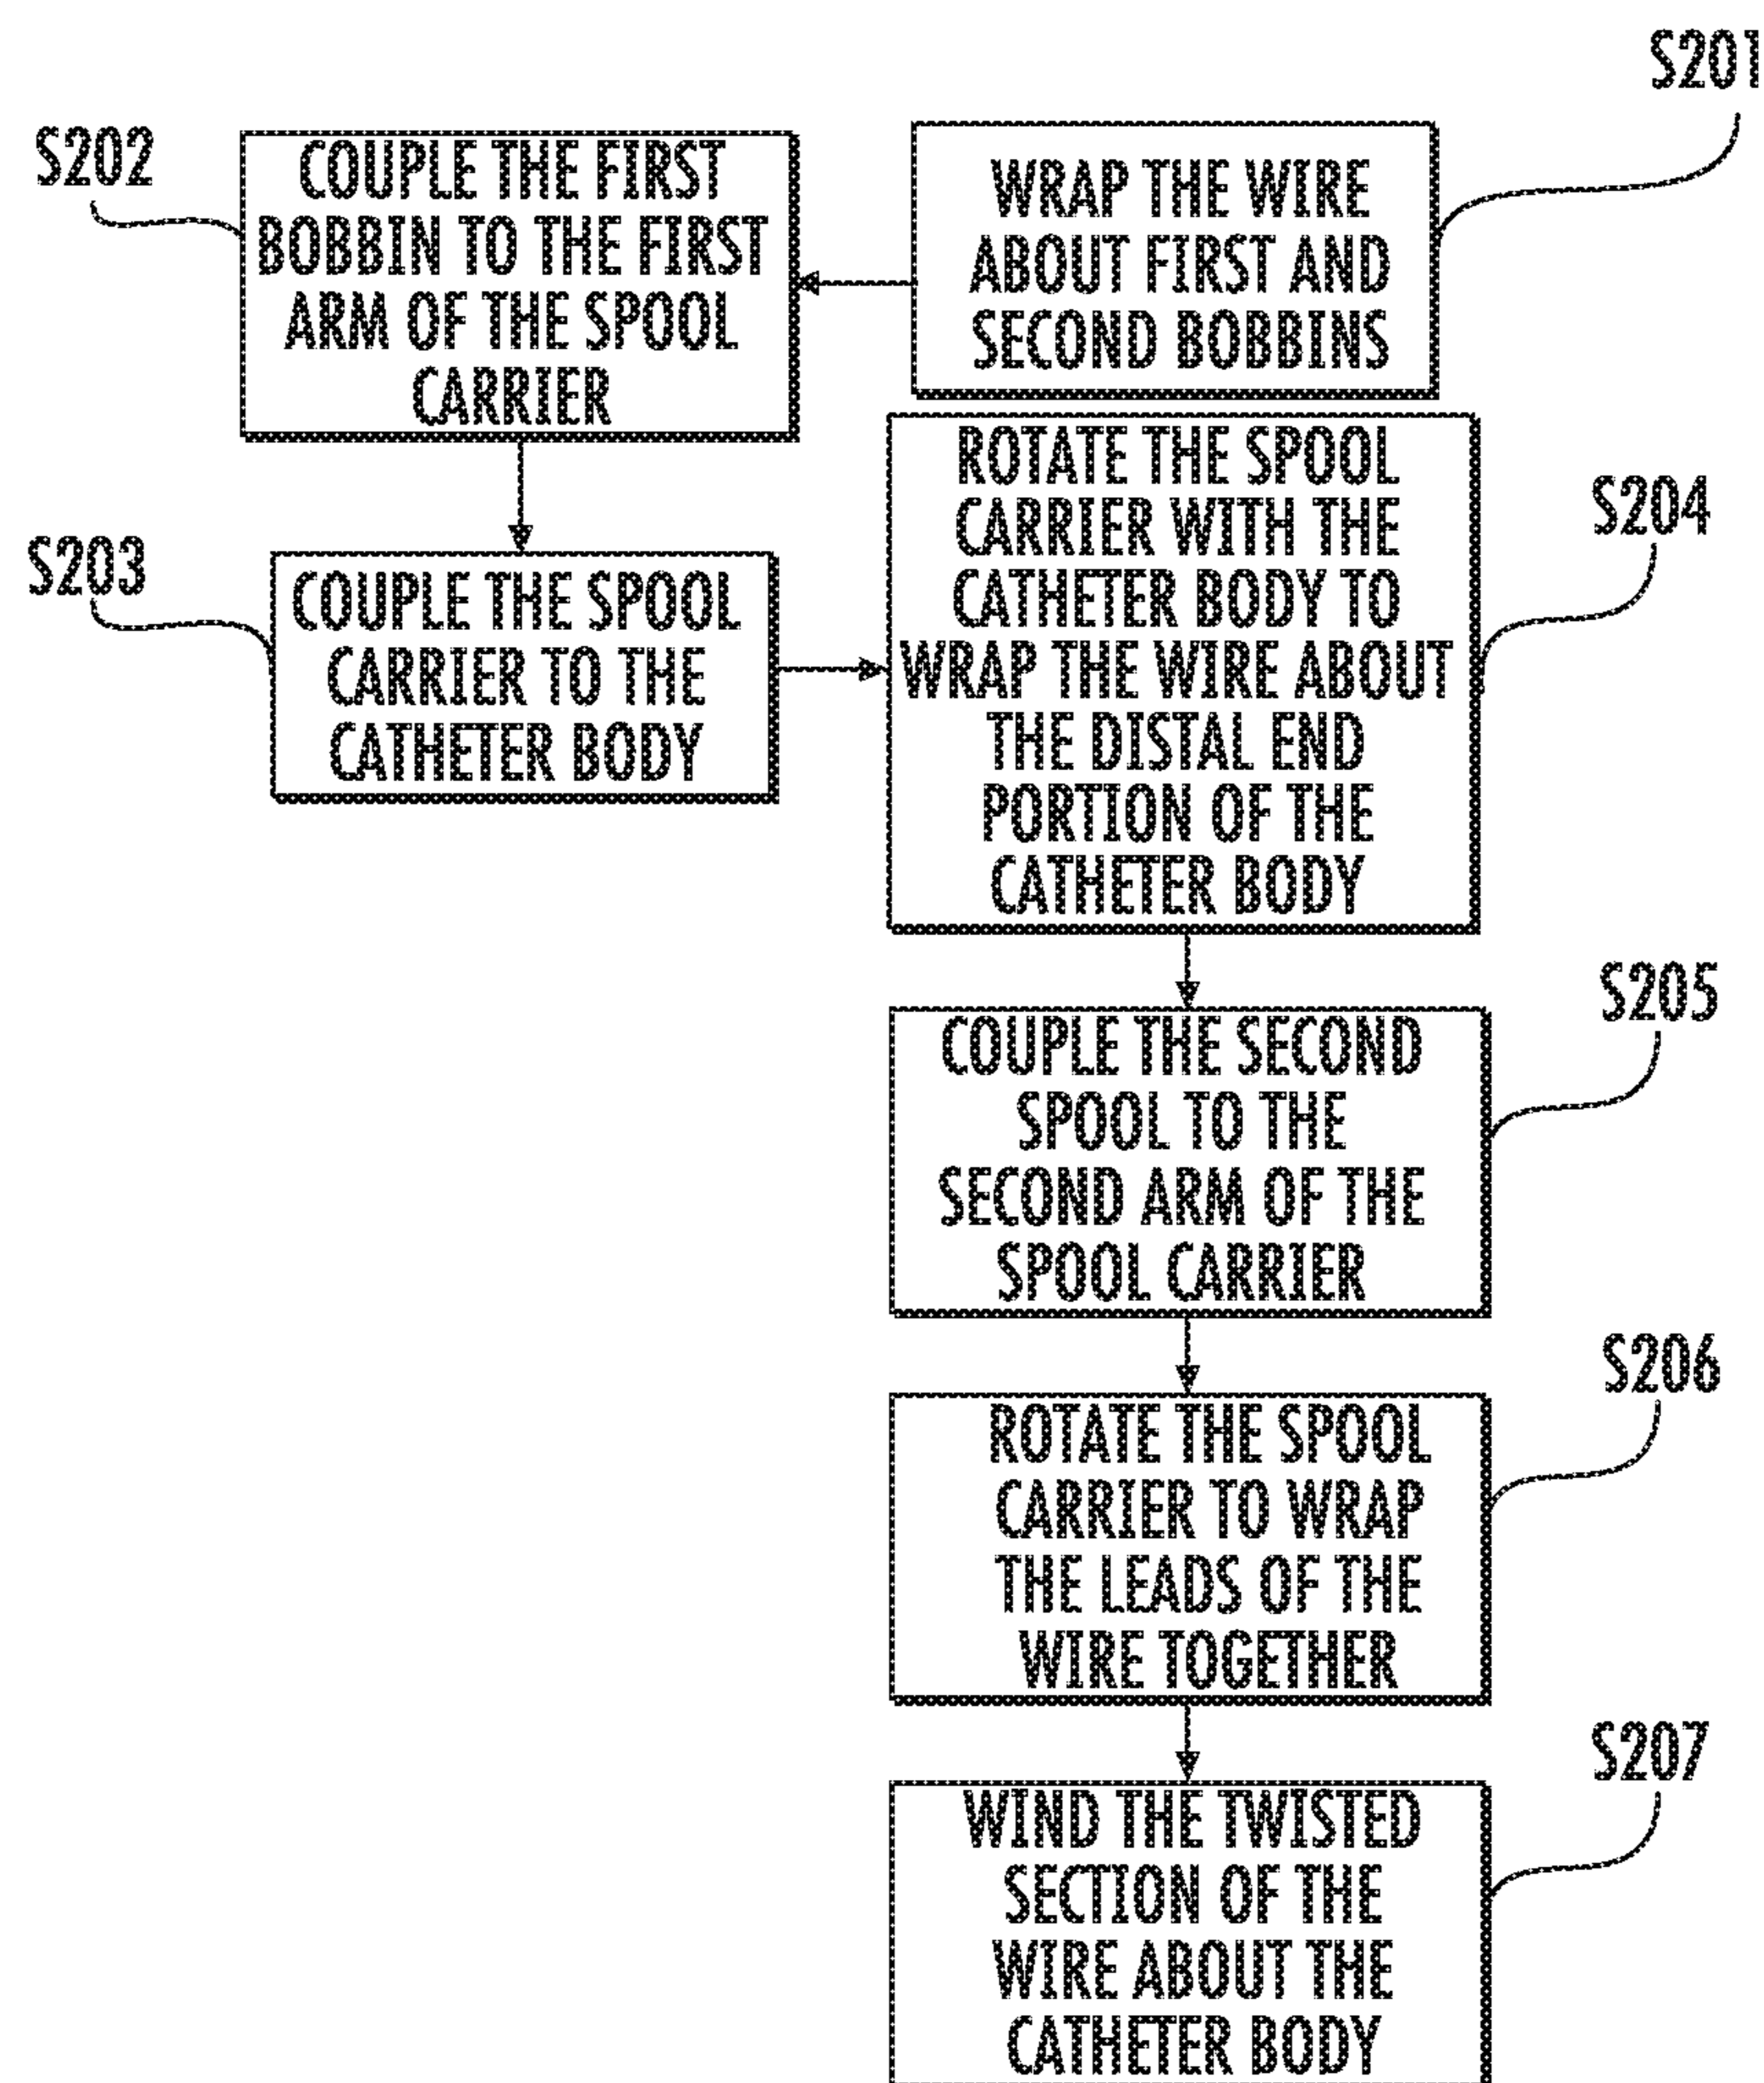 S201
WRAP THE WIRE
ABOUT FIRST AND
SECOND BOBBINS
S202
COUPLE THE FIRST
BOBBIN TO THE FIRST
ARM OF THE SPOOL
CARRIER
S203
COUPLE THE SPOOL
CARRIER TO THE
CATHETER BODY
S204
ROTATE THE SPOOL
CARRIER WITH THE
CATHETER BODY TO
WRAP THE WIRE ABOUT
THE DISTAL END
PORTION OF THE
CATHETER BODY
S205
COUPLE THE SECOND
SPOOL TO THE
SECOND ARM OF THE
SPOOL CARRIER
S206
ROTATE THE SPOOL
CARRIER TO WRAP
THE LEADS OF THE
WIRE TOGETHER
S207
WIND THE TWISTED
SECTION OF THE
WIRE ABOUT THE
CATHETER BODY